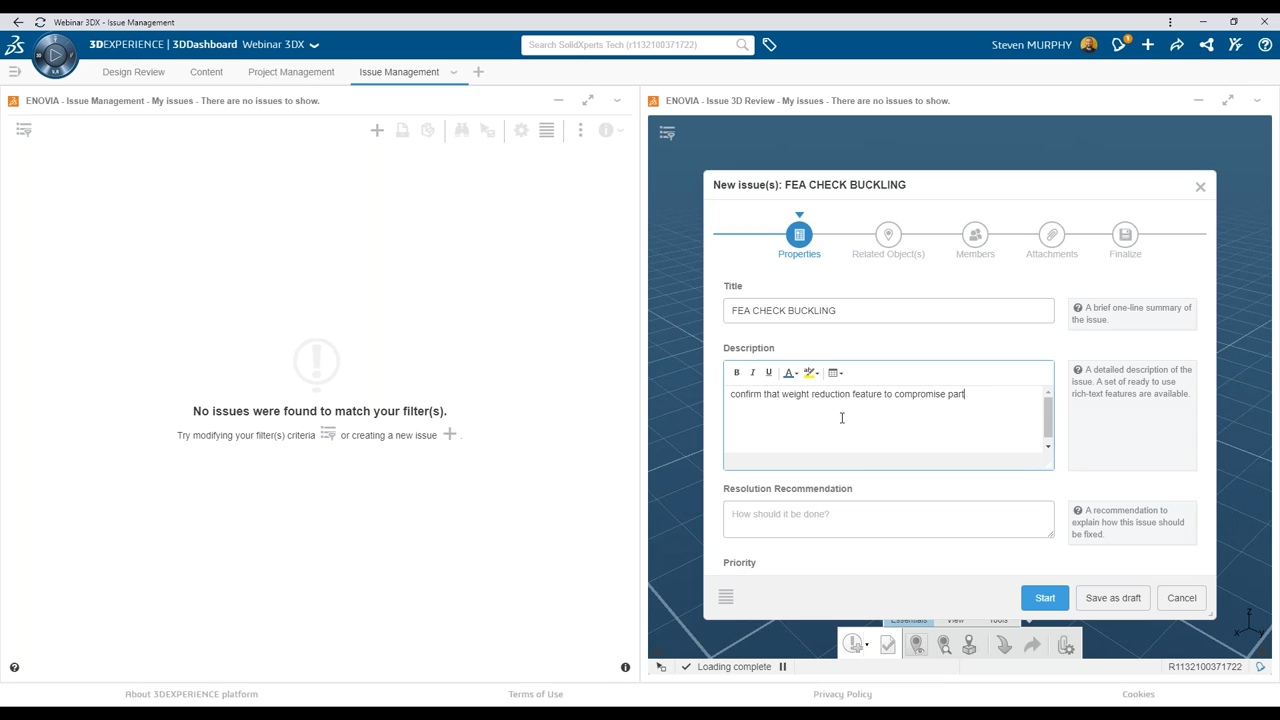 Webinar 3DX - Issue Management
3DEXPERIENCE | 3DDashboard Webinar 3DX
Search SolidXperts Tech (r1132100371722)
Steven MURPHY
1
Design Review
Content
Project Management
Issue Management
ENOVIA - Issue Management - My issues - There are no issues to show.
No issues were found to match your filter(s).
Try modifying your filter(s) criteria or creating a new issue .
ENOVIA - Issue 3D Review - My issues - There are no issues to show.
New issue(s): FEA CHECK BUCKLING
Properties
Related Object(s)
Members
Attachments
Finalize
Title
FEA CHECK BUCKLING
A brief one-line summary of
the issue.
Description
B I U A ab
confirm that weight reduction feature to compromise part
A detailed description of the
issue. A set of ready to use
rich-text features are available.
Resolution Recommendation
How should it be done?
A recommendation to
explain how this issue should
be fixed.
Priority
Start
Save as draft
Cancel
Essentials
View
Tools
Z
X
Y
Loading complete
R1132100371722
About 3DEXPERIENCE platform
Terms of Use
Privacy Policy
Cookies